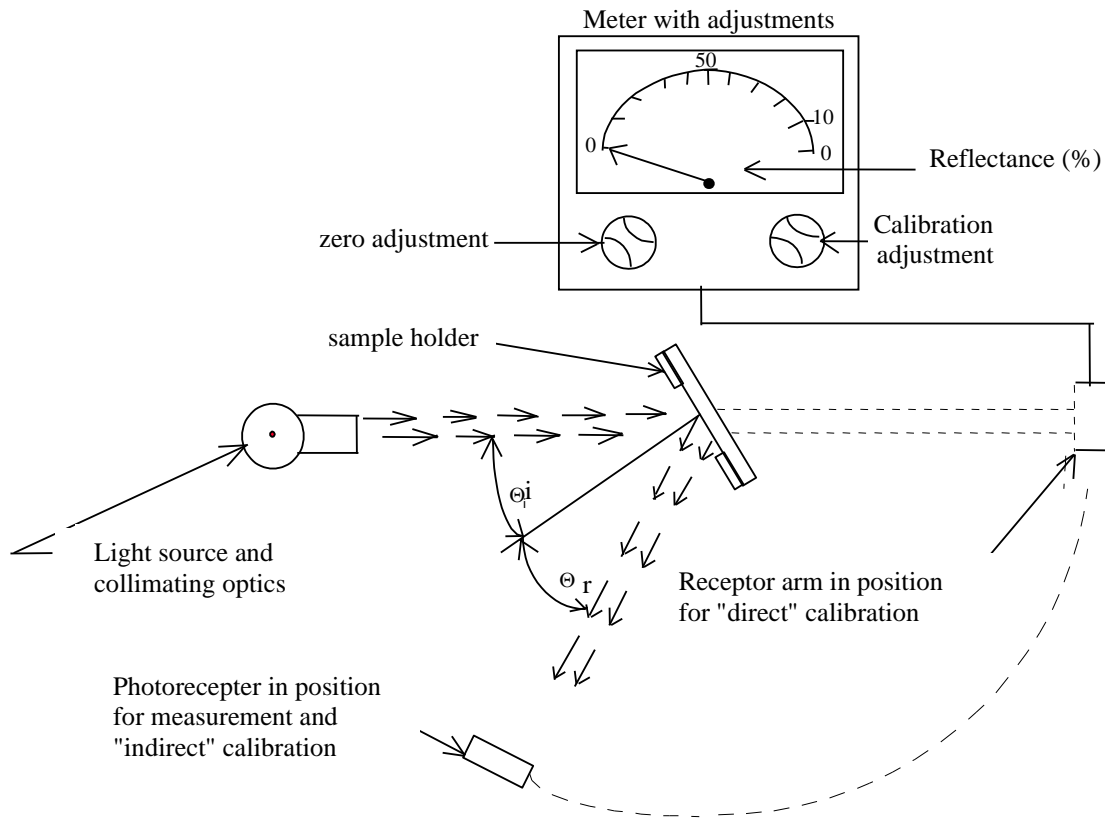 Meter with adjustments
50
10
0
0
Reflectance (%)
zero adjustment
Calibration
adjustment
sample holder
Θi
Θ r
Light source and
collimating optics
Receptor arm in position
for "direct" calibration
Photorecepter in position
for measurement and
"indirect" calibration